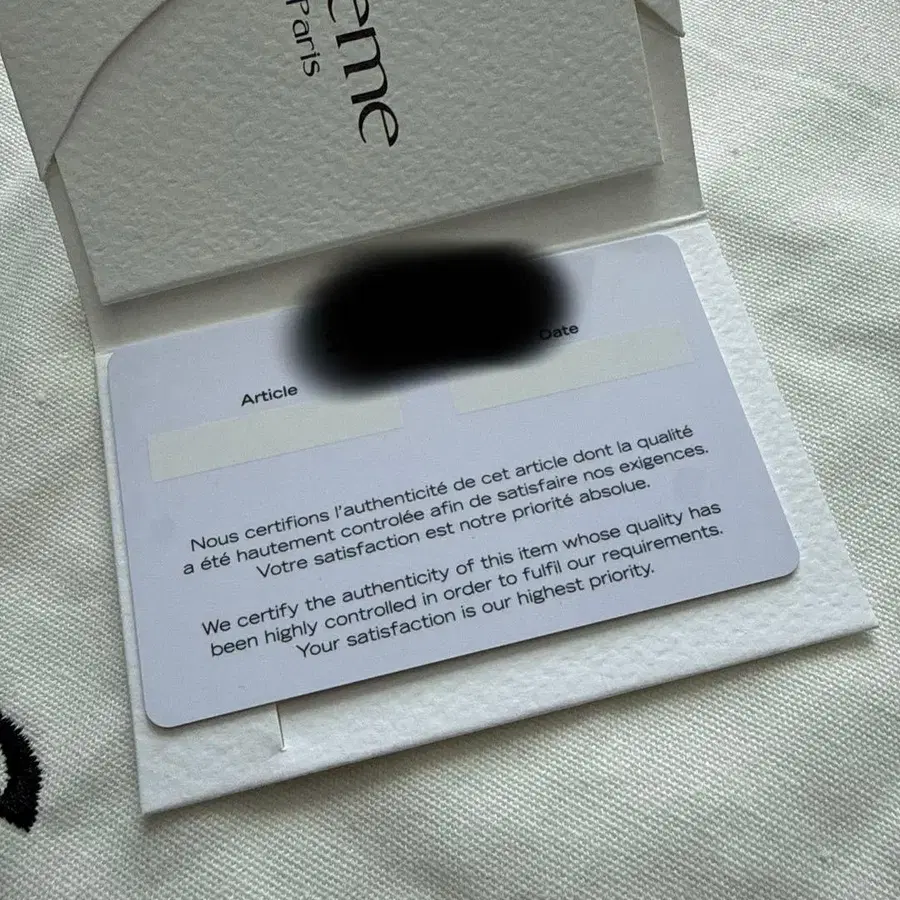 eme
Paris
Date
Article
Nous certifions l'authenticité de cet article dont la qualité
a été hautement controlée afin de satisfaire nos exigences.
Votre satisfaction est notre priorité absolue.
We certify the authenticity of this item whose quality has
been highly controlled in order to fulfil our requirements.
Your satisfaction is our highest priority.